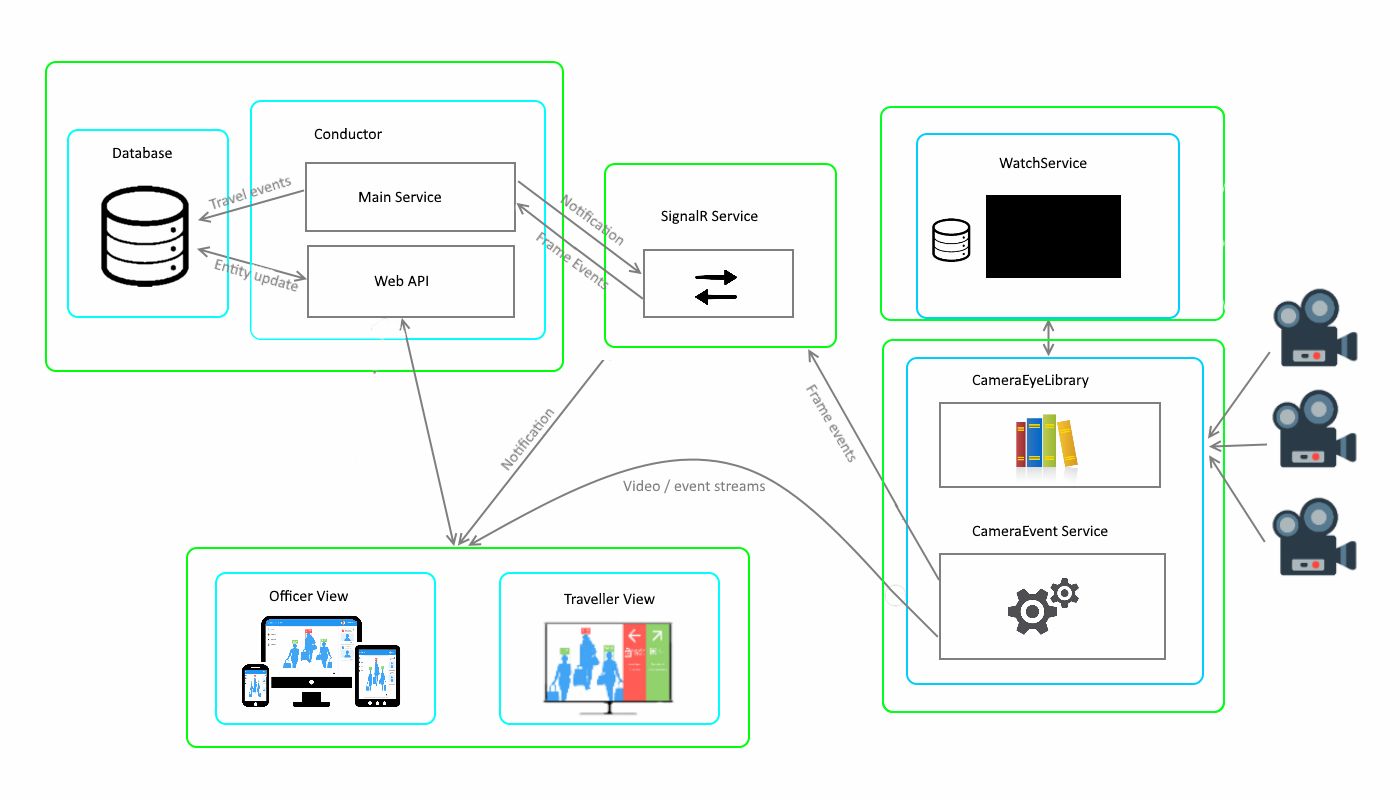 Conductor
Database
WatchService
Travel events
Main Service
Notification
SignalR Service
Frame Events
Entity update
Web API
CameraEyeLibrary
Notification
Frame events
Video / event streams
CameraEvent Service
Officer View
Traveller View